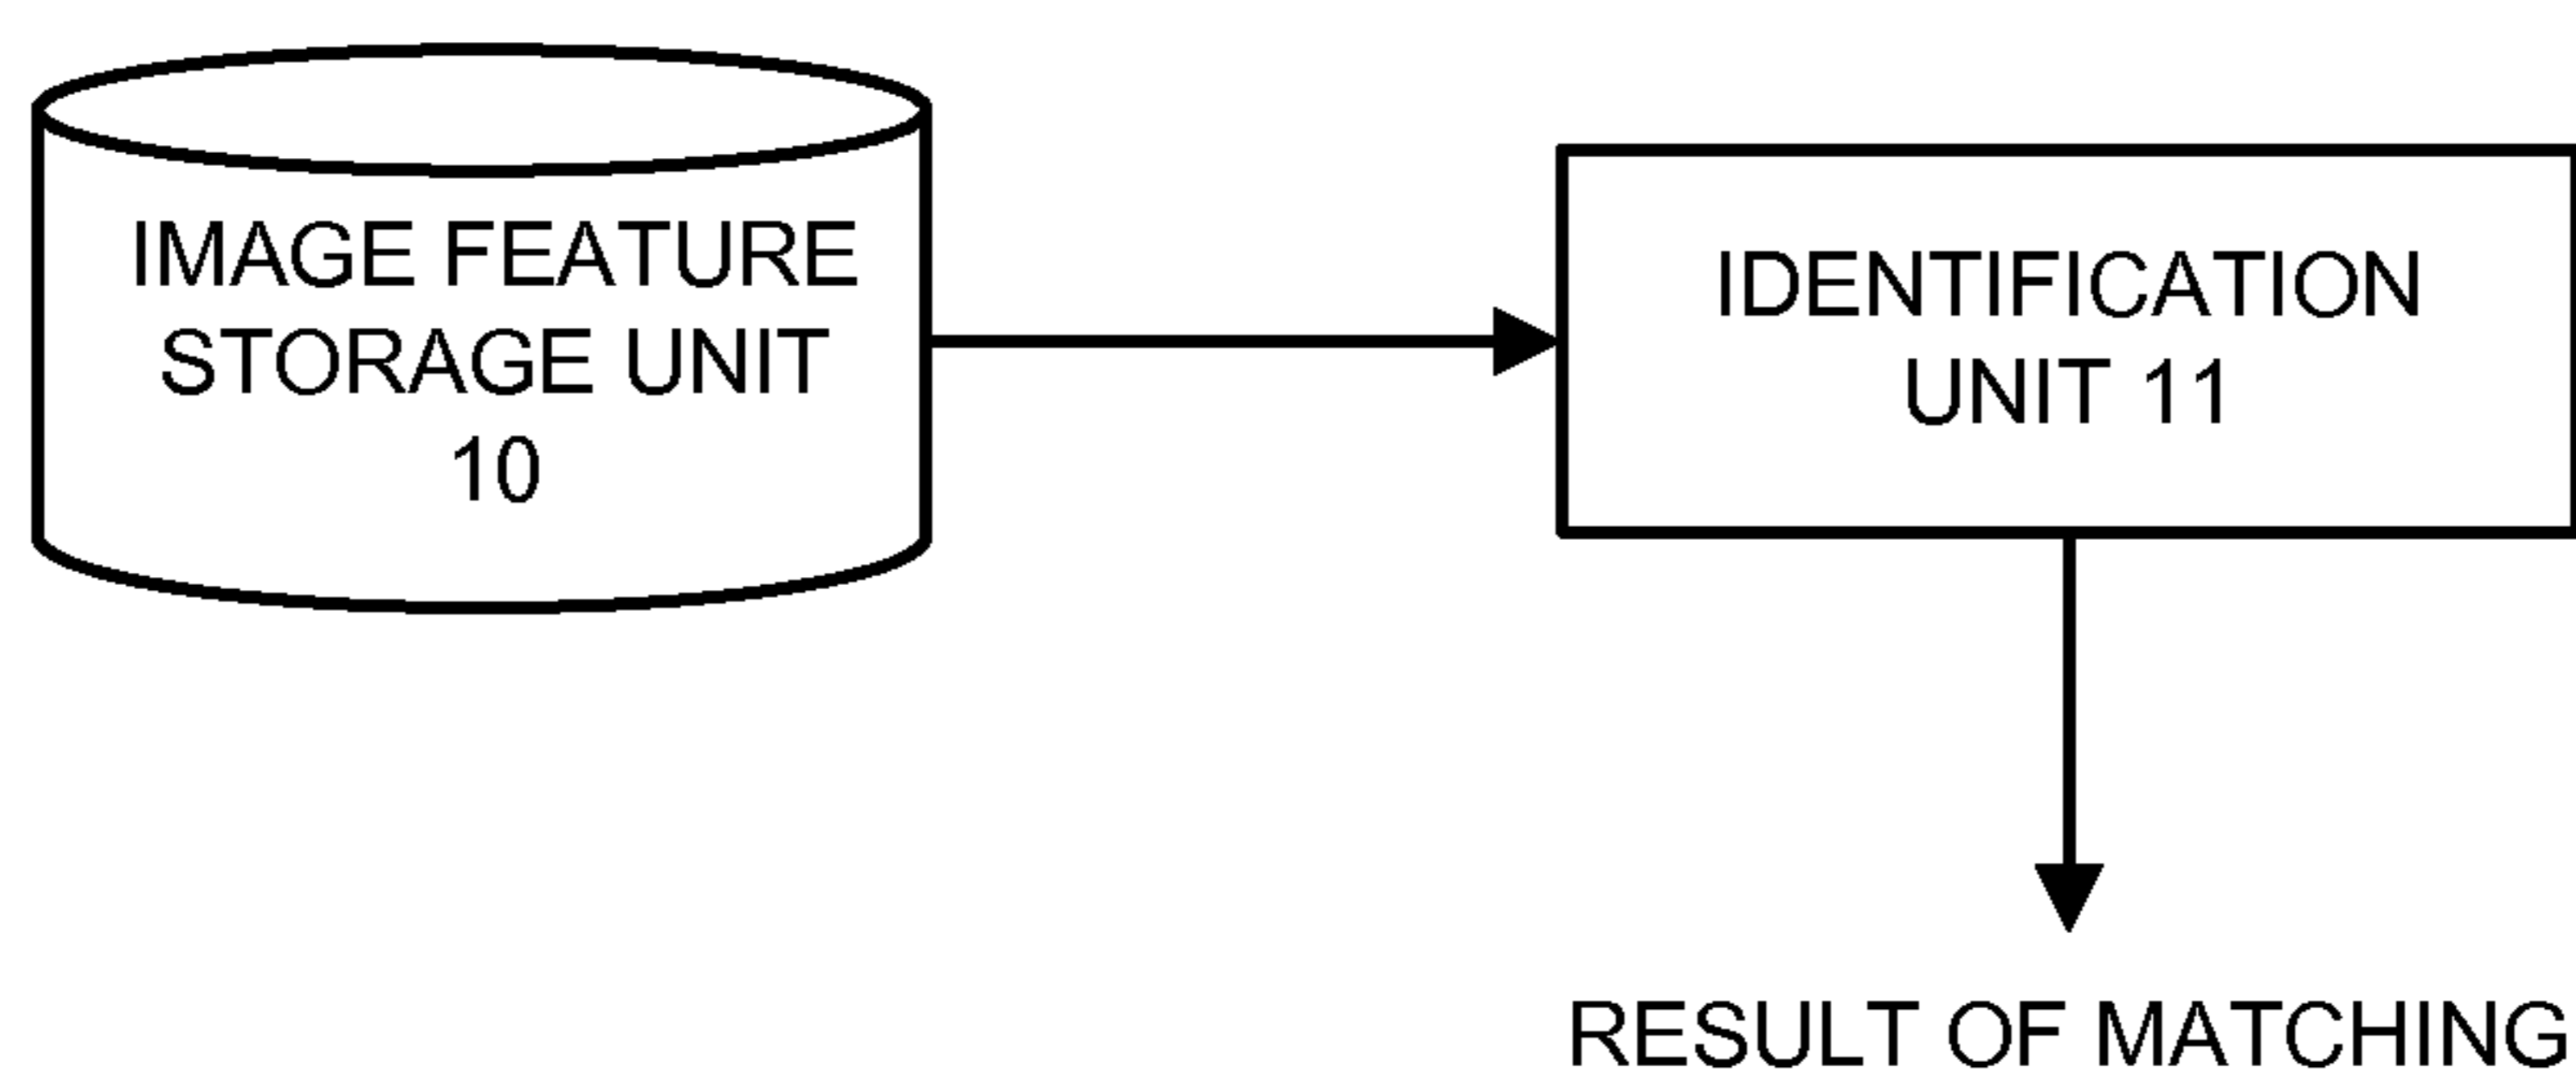 IMAGE FEATURE
STORAGE UNIT
10
IDENTIFICATION
UNIT 11
RESULT OF MATCHING